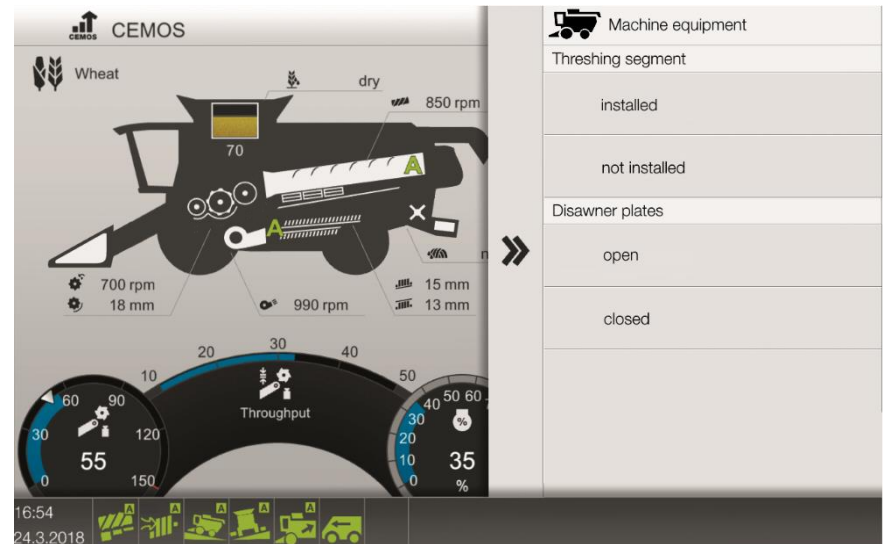 CEMOS
CEMOS
Wheat
dry
850 rpm
70
A
A
n
700 rpm
18 mm
990 rpm
15 mm
13 mm
10
20
30
40
50
Throughput
0
30
60
90
120
150
55
0
10
20
30
40
50
60
%
35
%
16:54
24.3.2018
A
A
A
A
A
Machine equipment
Threshing segment
installed
not installed
Disawner plates
open
closed